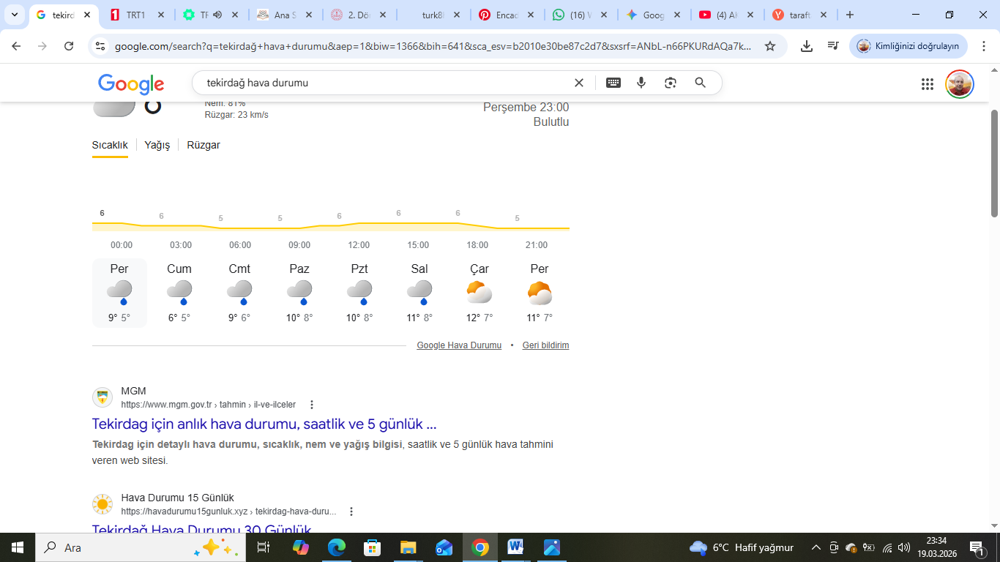 tekird
TRT1
TF
Ana S
2. Dör
turk8
Encad
(16) V
Goog
(4) Al
taraft
google.com/search?q=tekirdağ+hava+durumu&aep=1&biw=1366&bih=641&sca_esv=b2010e30be87c2d7&sxsrf=ANbL-n66PKURdAQa7k...
Kimliğinizi doğrulayın
Google
tekirdağ hava durumu
Nem: 81%
Rüzgar: 23 km/s
Perşembe 23:00
Bulutlu
Sıcaklık Yağış Rüzgar
6 6 5 5 6 6 6 5
00:00 03:00 06:00 09:00 12:00 15:00 18:00 21:00
Per Cum Cmt Paz Pzt Sal Çar Per
9° 5° 6° 5° 9° 6° 10° 8° 10° 8° 11° 8° 12° 7° 11° 7°
Google Hava Durumu • Geri bildirim
MGM
https://www.mgm.gov.tr › tahmin › il-ve-ilceler
Tekirdag için anlık hava durumu, saatlik ve 5 günlük ...
Tekirdag için detaylı hava durumu, sıcaklık, nem ve yağış bilgisi, saatlik ve 5 günlük hava tahmini
veren web sitesi.
Hava Durumu 15 Günlük
https://havadurumu15gunluk.xyz › tekirdag-hava-duru...
Tekirdağ Hava Durumu 30 Günlük
Ara
6°C Hafif yağmur
23:34
19.03.2026
1